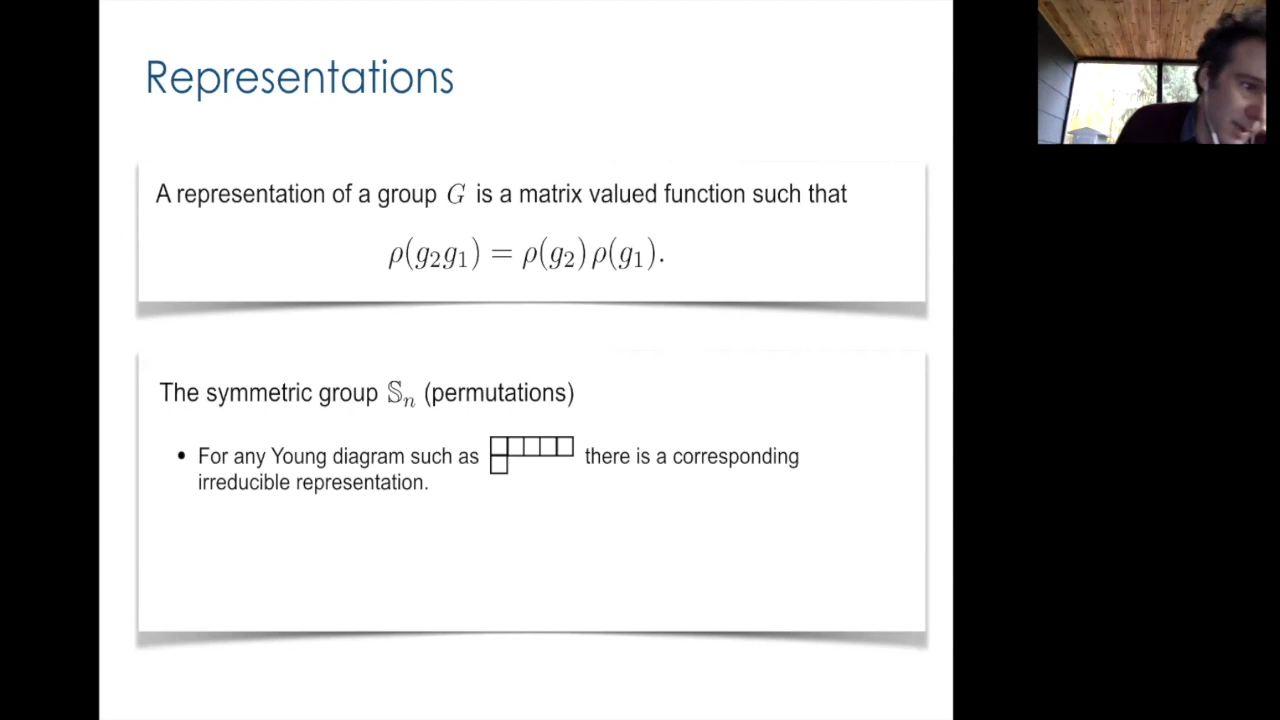 Representations
A representation of a group G is a matrix valued function such that
ρ(g₂g₁) = ρ(g₂)ρ(g₁).
The symmetric group 𝕊ₙ (permutations)
• For any Young diagram such as there is a corresponding
irreducible representation.